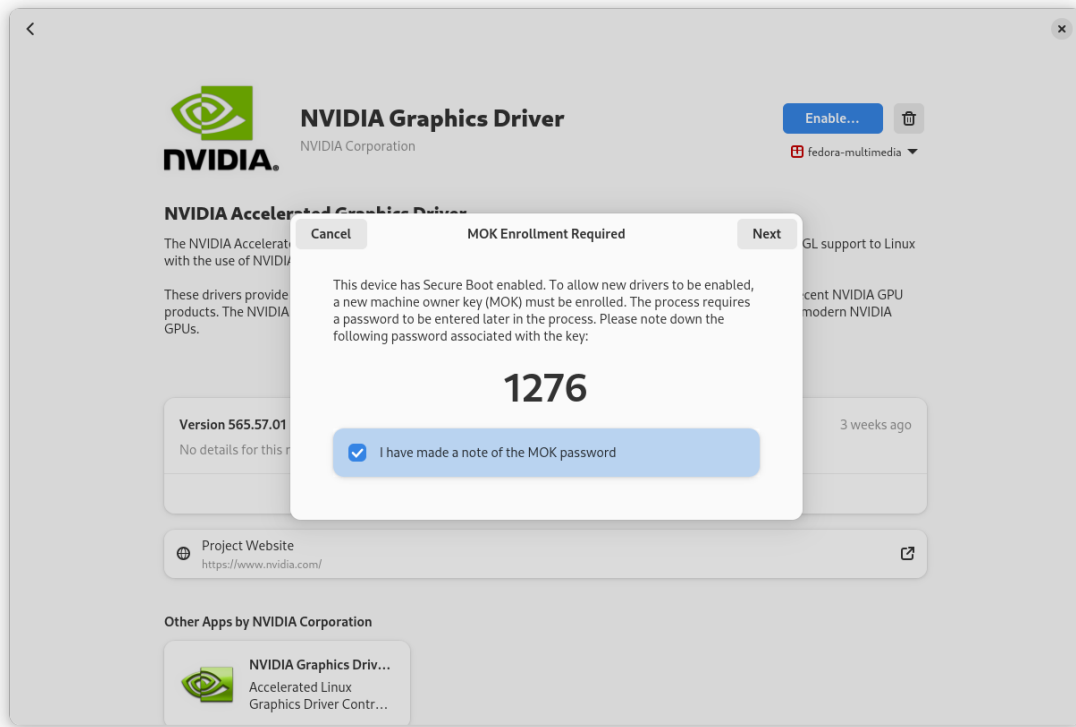 NVIDIA.
NVIDIA Graphics Driver
NVIDIA Corporation
Enable...
fedora-multimedia
NVIDIA Accelerated Graphics Driver
The NVIDIA Accelerat
GL support to Linux
with the use of NVIDI
These drivers provide
ecent NVIDIA GPU
products. The NVIDIA
modern NVIDIA
GPUs.
Cancel
MOK Enrollment Required
Next
This device has Secure Boot enabled. To allow new drivers to be enabled,
a new machine owner key (MOK) must be enrolled. The process requires
a password to be entered later in the process. Please note down the
following password associated with the key:
1276
I have made a note of the MOK password
Version 565.57.01
3 weeks ago
No details for this r
Project Website
https://www.nvidia.com/
Other Apps by NVIDIA Corporation
NVIDIA Graphics Driv...
Accelerated Linux
Graphics Driver Contr...